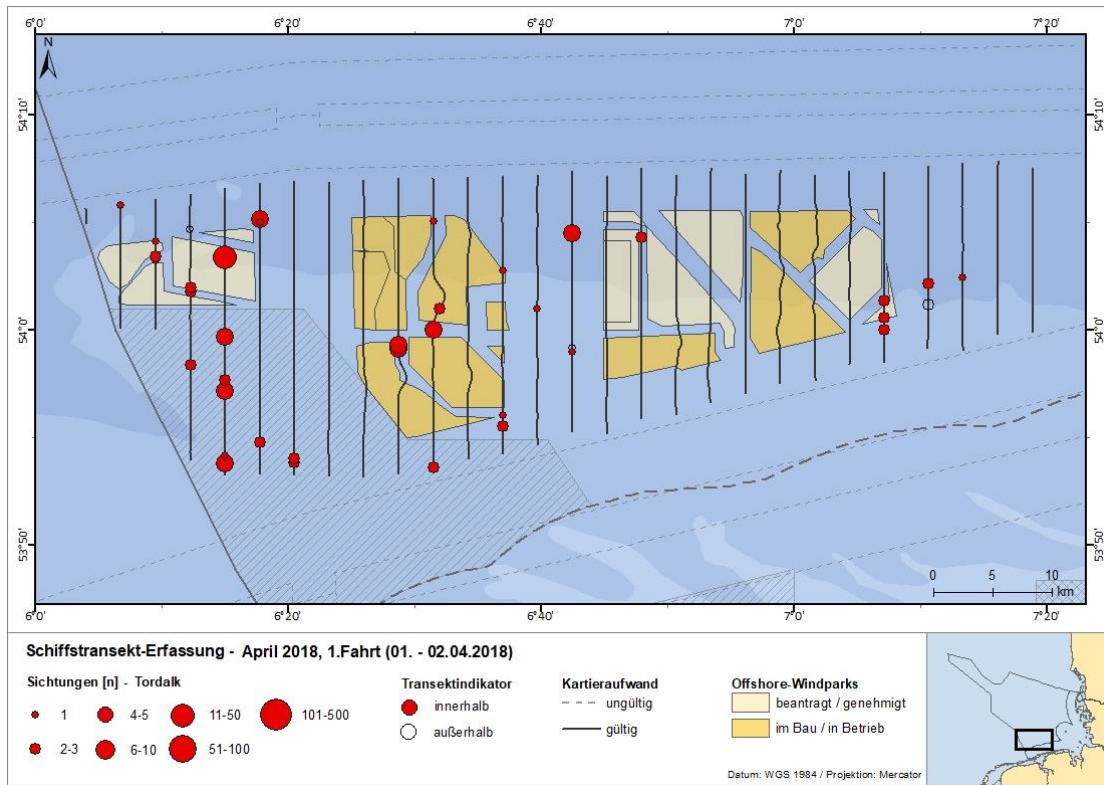 6°0' 6°20' 6°40' 7°0' 7°20'
N
54°10' 54°10'
54°0' 54°0'
53°50' 53°50'
0 5 10
km
6°0' 6°20' 6°40' 7°0' 7°20'
Schiffstransekt-Erfassung - April 2018, 1.Fahrt (01. - 02.04.2018)
Sichtungen [n] - Tordalk
1 4-5 11-50 101-500
2-3 6-10 51-100
Transektindikator
innerhalb
außerhalb
Kartieraufwand
ungültig
gültig
Offshore-Windparks
beantragt / genehmigt
im Bau / in Betrieb
Datum: WGS 1984 / Projektion: Mercator